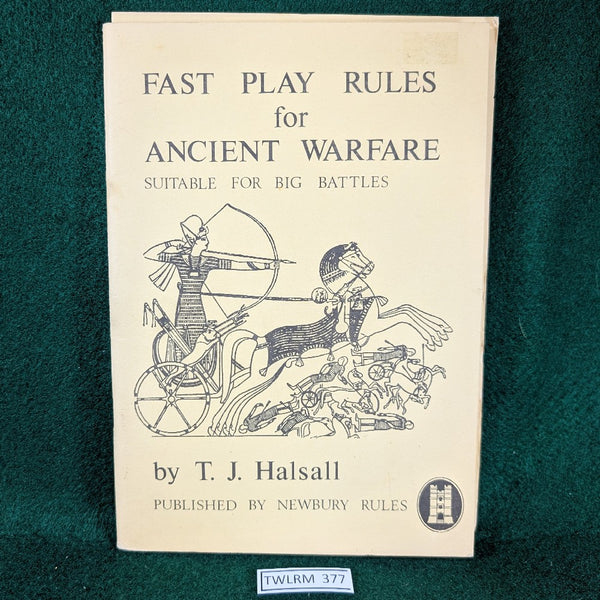 FAST PLAY RULES
for
ANCIENT WARFARE
SUITABLE FOR BIG BATTLES
by T. J. Halsall
PUBLISHED BY NEWBURY RULES
TWLRM 377